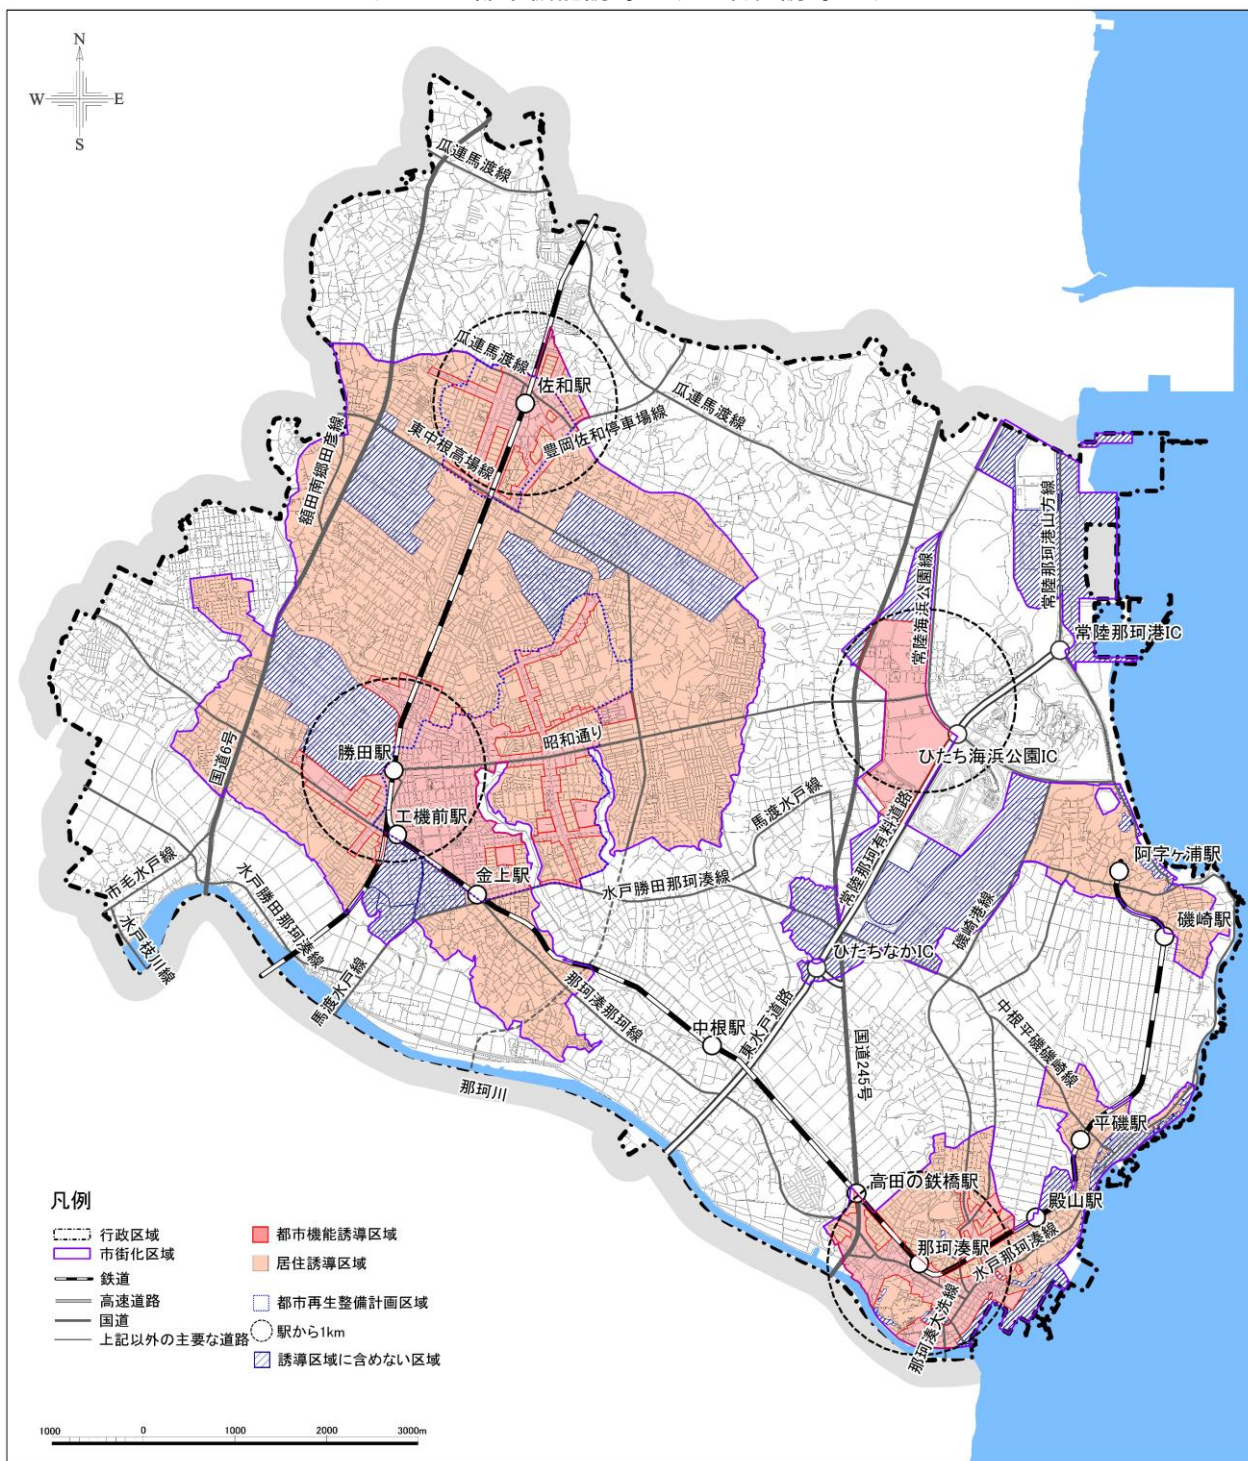 N
W E
S
瓜連馬渡線
瓜連馬渡線
佐和駅
瓜連馬渡線
豊岡佐和停車場線
東中根高場線
額田南郷田彦線
常陸那珂港山方線
常陸海浜公園線
常陸那珂港IC
昭和通り
勝田駅
国道6号
ひたち海浜公園IC
工機前駅
馬渡水戸線
常陸那珂有料道路
阿字ヶ浦駅
金上駅
市毛水戸線
水戸勝田那珂湊線
水戸勝田那珂湊線
磯崎港線
磯崎駅
水戸枝川線
ひたちなかIC
馬渡水戸線
那珂湊那珂線
中根駅
東水戸道路
国道245号
中根平磯磯崎線
那珂川
平磯駅
高田の鉄橋駅
殿山駅
那珂湊駅
水戸那珂湊線
那珂湊大洗線
凡例
行政区域
市街化区域
鉄道
高速道路
国道
上記以外の主要な道路
都市機能誘導区域
居住誘導区域
都市再生整備計画区域
駅から1km
誘導区域に含めない区域
1000 0 1000 2000 3000m